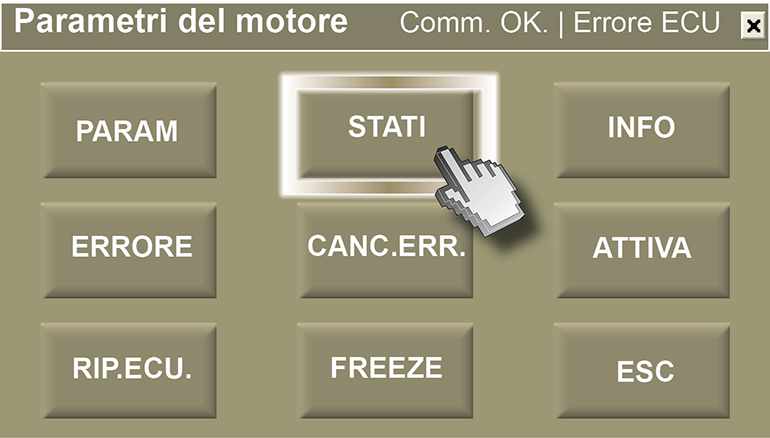 Parametri del motore Comm. OK. | Errore ECU
PARAM STATI INFO
ERRORE CANC.ERR. ATTIVA
RIP.ECU. FREEZE ESC